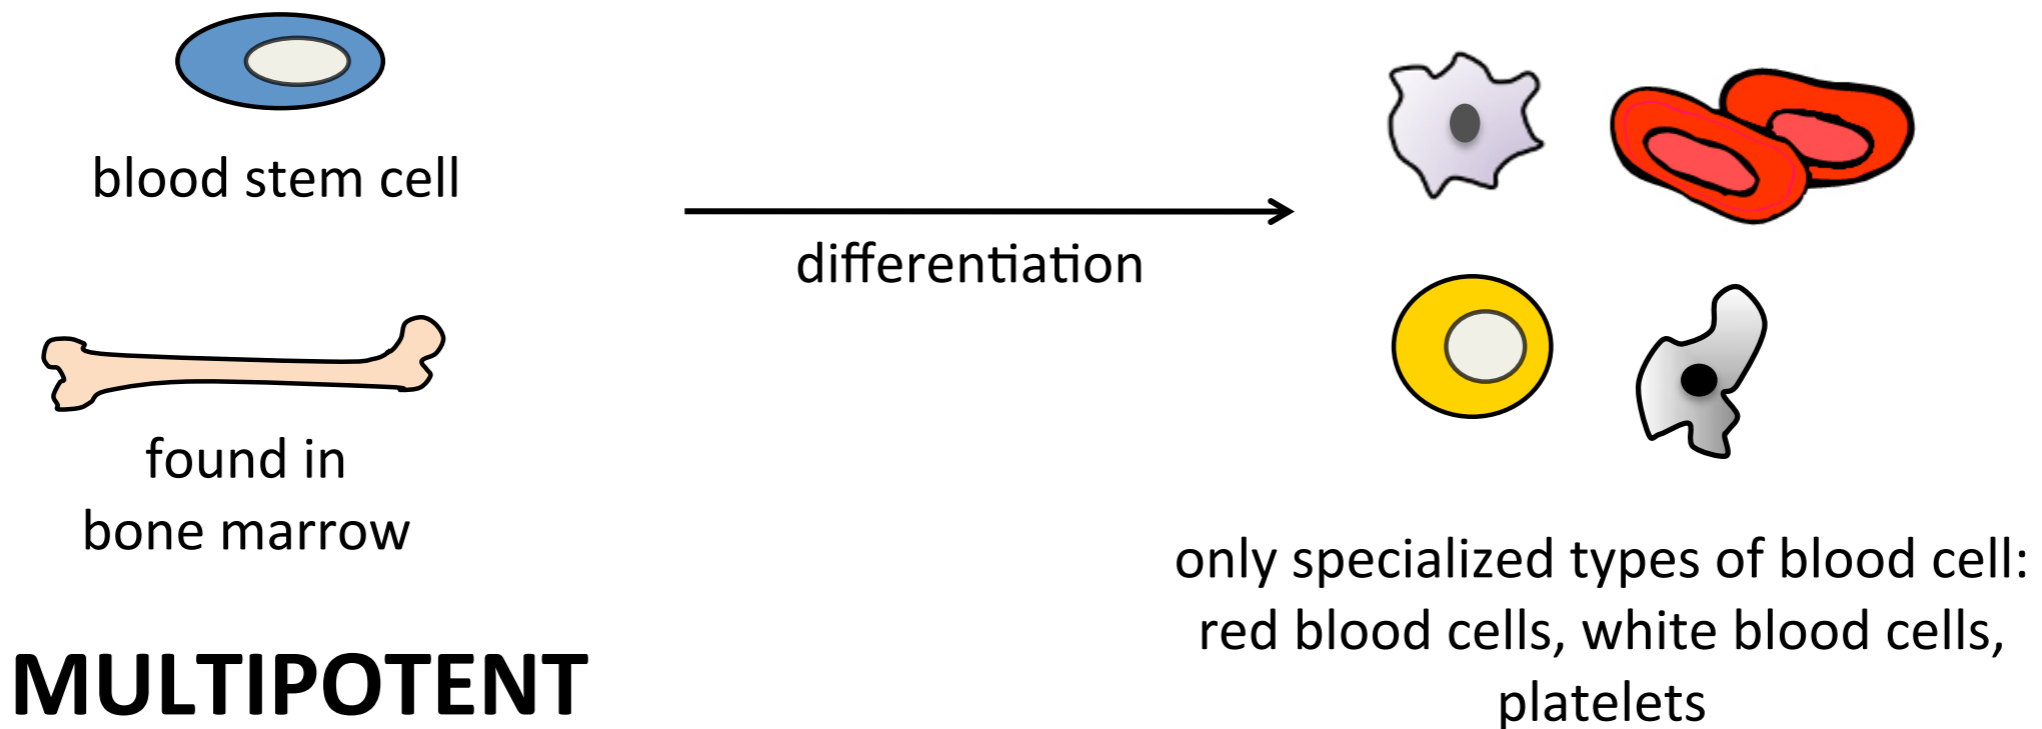 blood stem cell
differentiation
found in
bone marrow
only specialized types of blood cell:
red blood cells, white blood cells,
platelets
MULTIPOTENT